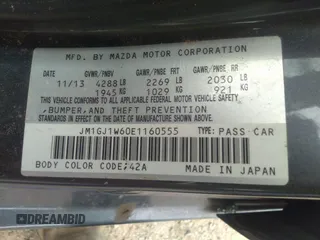 MFD. BY MAZDA MOTOR CORPORATION
GVWR/PNBV GAWR/PNBE FRT GAWR/PNBE RR
11/13 4288 LB 2269 LB 2030 LB
1945 KG 1029 KG 921 KG
THIS VEHICLE CONFORMS TO ALL APPLICABLE FEDERAL MOTOR VEHICLE SAFETY,
BUMPER, AND THEFT PREVENTION STANDARDS IN EFFECT ON THE DATE OF MANUFACTURE SHOWN ABOVE.
JM1GJ1W60E1160555 TYPE: PASS CAR
BODY COLOR CODE: 42A MADE IN JAPAN
DREAMBID